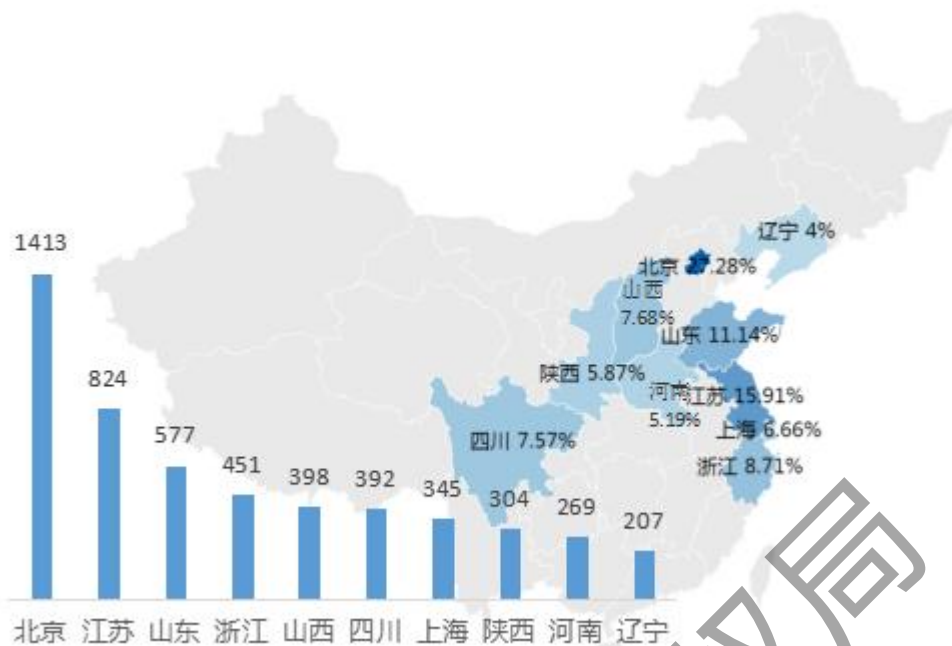 1413
824
577
451
398
392
345
304
269
207
北京 江苏 山东 浙江 山西 四川 上海 陕西 河南 辽宁
辽宁 4%
北京 27.28%
山西
7.68%
山东 11.14%
陕西 5.87%
河南
5.19%
江苏 15.91%
上海 6.66%
四川 7.57%
浙江 8.71%
局